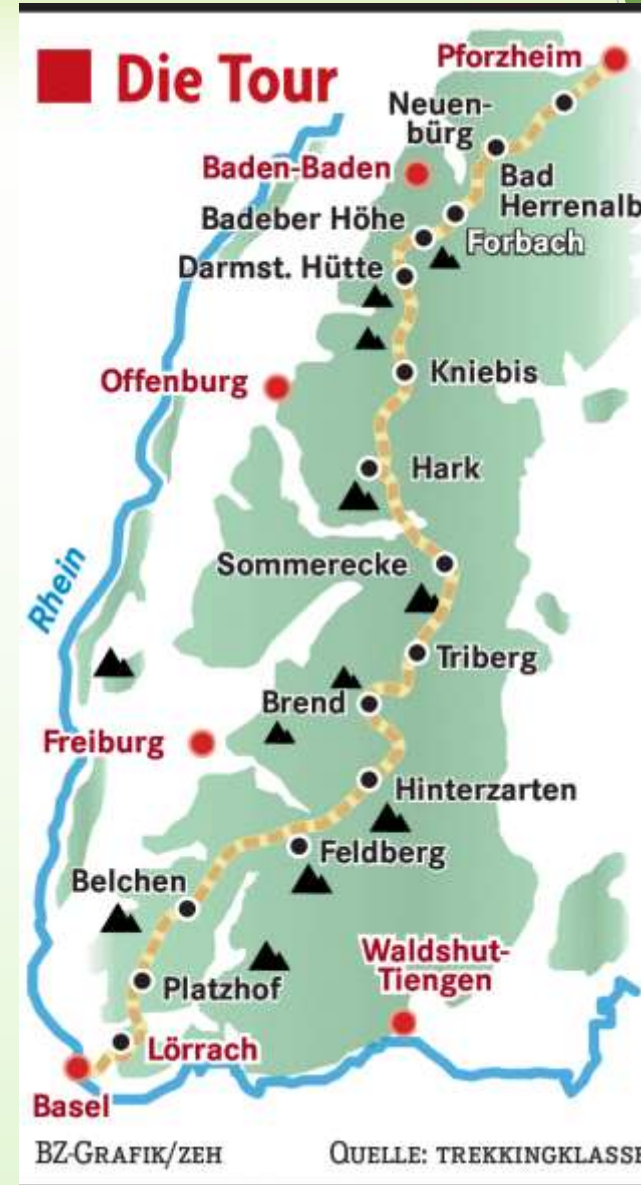 Die Tour
Pforzheim
Neuen-
bürg
Baden-Baden
Bad
Herrenalb
Badeber Höhe
Forbach
Darmst. Hütte
Kniebis
Offenburg
Hark
Sommerecke
Rhein
Triberg
Brend
Freiburg
Hinterzarten
Feldberg
Belchen
Waldshut-
Tiengen
Platzhof
Lörrach
Basel
BZ-GRAFIK/ZEH
QUELLE: TREKKINGKLASSE